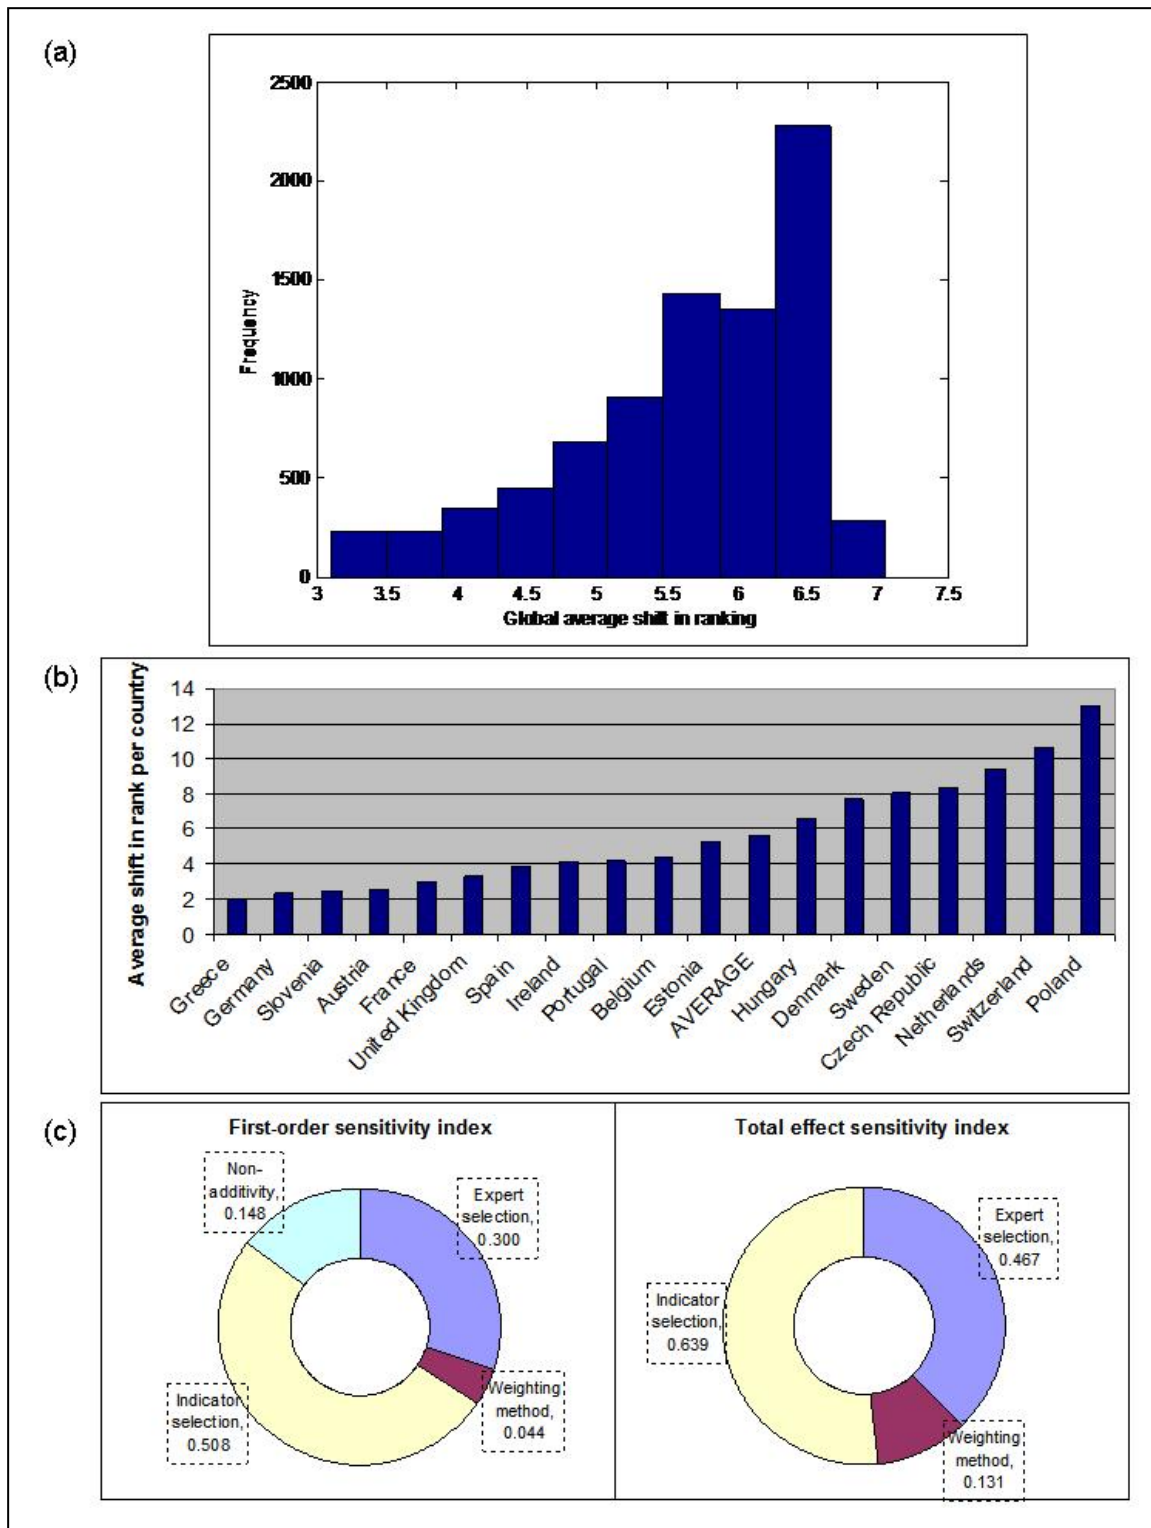 (a)
2500
2000
1500
1000
500
0
Frequency
3 3.5 4 4.5 5 5.5 6 6.5 7 7.5
Global average shift in ranking
(b)
Average shift in rank per country
14
12
10
8
6
4
2
0
Greece
Germany
Slovenia
Austria
France
United Kingdom
Spain
Ireland
Portugal
Belgium
Estonia
AVERAGE
Hungary
Denmark
Sweden
Czech Republic
Netherlands
Switzerland
Poland
(c)
First-order sensitivity index
Non-
additivity,
0.148
Expert
selection,
0.300
Indicator
selection,
0.508
Weighting
method,
0.044
Total effect sensitivity index
Expert
selection,
0.467
Indicator
selection,
0.639
Weighting
method,
0.131